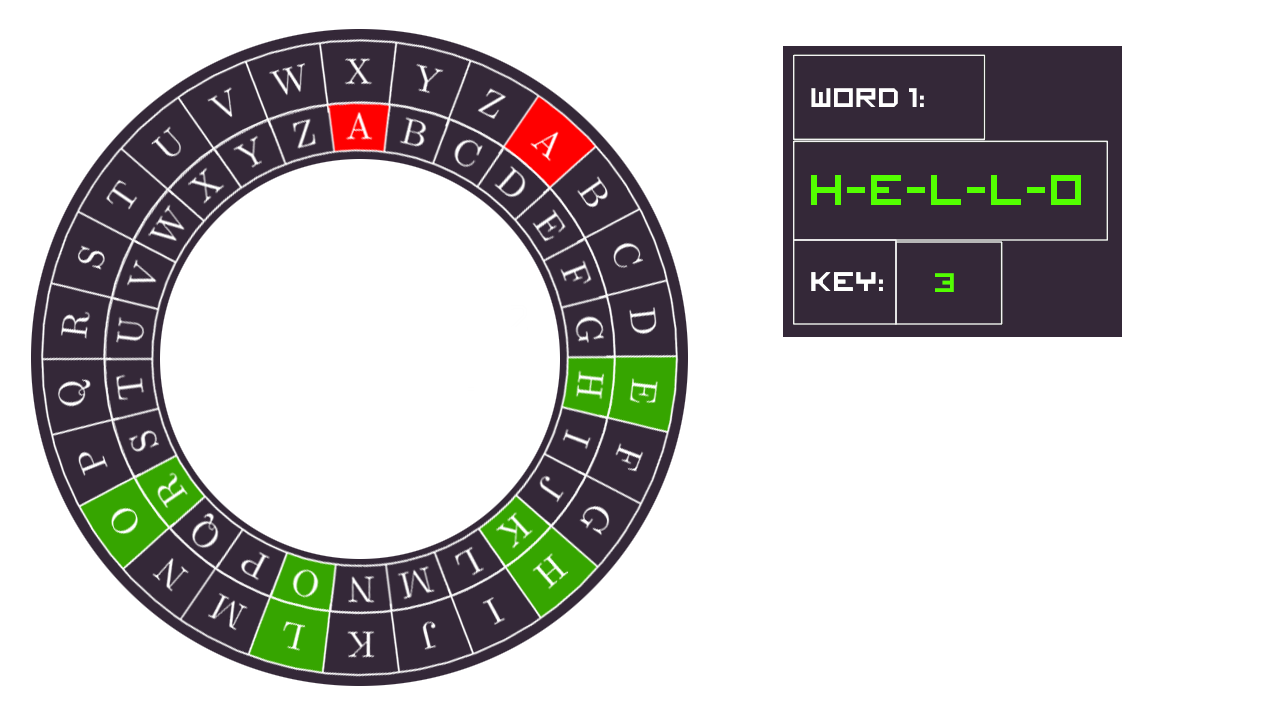 X Y Z A B C D E F G H I J K L M N O P Q R S T U V W
A B C D E F G H I J K L M N O P Q R S T U V W X Y Z
WORD 1:
H-E-L-L-O
KEY: 3